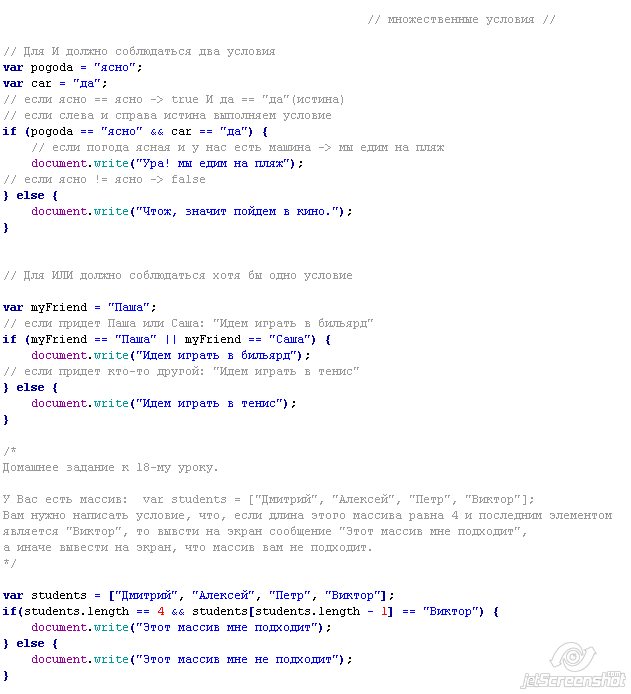 // множественные условия //
// Для И должно соблюдаться два условия
var pogoda = "ясно";
var car = "да";
// если ясно == ясно -> true И да == "да"(истина)
// если слева и справа истина выполняем условие
if (pogoda == "ясно" && car == "да") {
// если погода ясная и у нас есть машина -> мы едим на пляж
document.write("Ура! мы едим на пляж");
// если ясно != ясно -> false
} else {
document.write("Чтож, значит пойдем в кино.");
}
// Для ИЛИ должно соблюдаться хотя бы одно условие
var myFriend = "Паша";
// если придет Паша или Саша: "Идем играть в бильярд"
if (myFriend == "Паша" || myFriend == "Саша") {
document.write("Идем играть в бильярд");
// если придет кто-то другой: "Идем играть в тенис"
} else {
document.write("Идем играть в тенис");
}
/*
Домашнее задание к 18-му уроку.
У Вас есть массив:  var students = ["Дмитрий", "Алексей", "Петр", "Виктор"];
Вам нужно написать условие, что, если длина этого массива равна 4 и последним элементом
является "Виктор", то вывсти на экран сообщение "Этот массив мне подходит",
а иначе вывести на экран, что массив вам не подходит.
*/
var students = ["Дмитрий", "Алексей", "Петр", "Виктор"];
if(students.length == 4 && students[students.length - 1] == "Виктор") {
document.write("Этот массив мне подходит");
} else {
document.write("Этот массив мне не подходит");
}
jetScreenshot.com